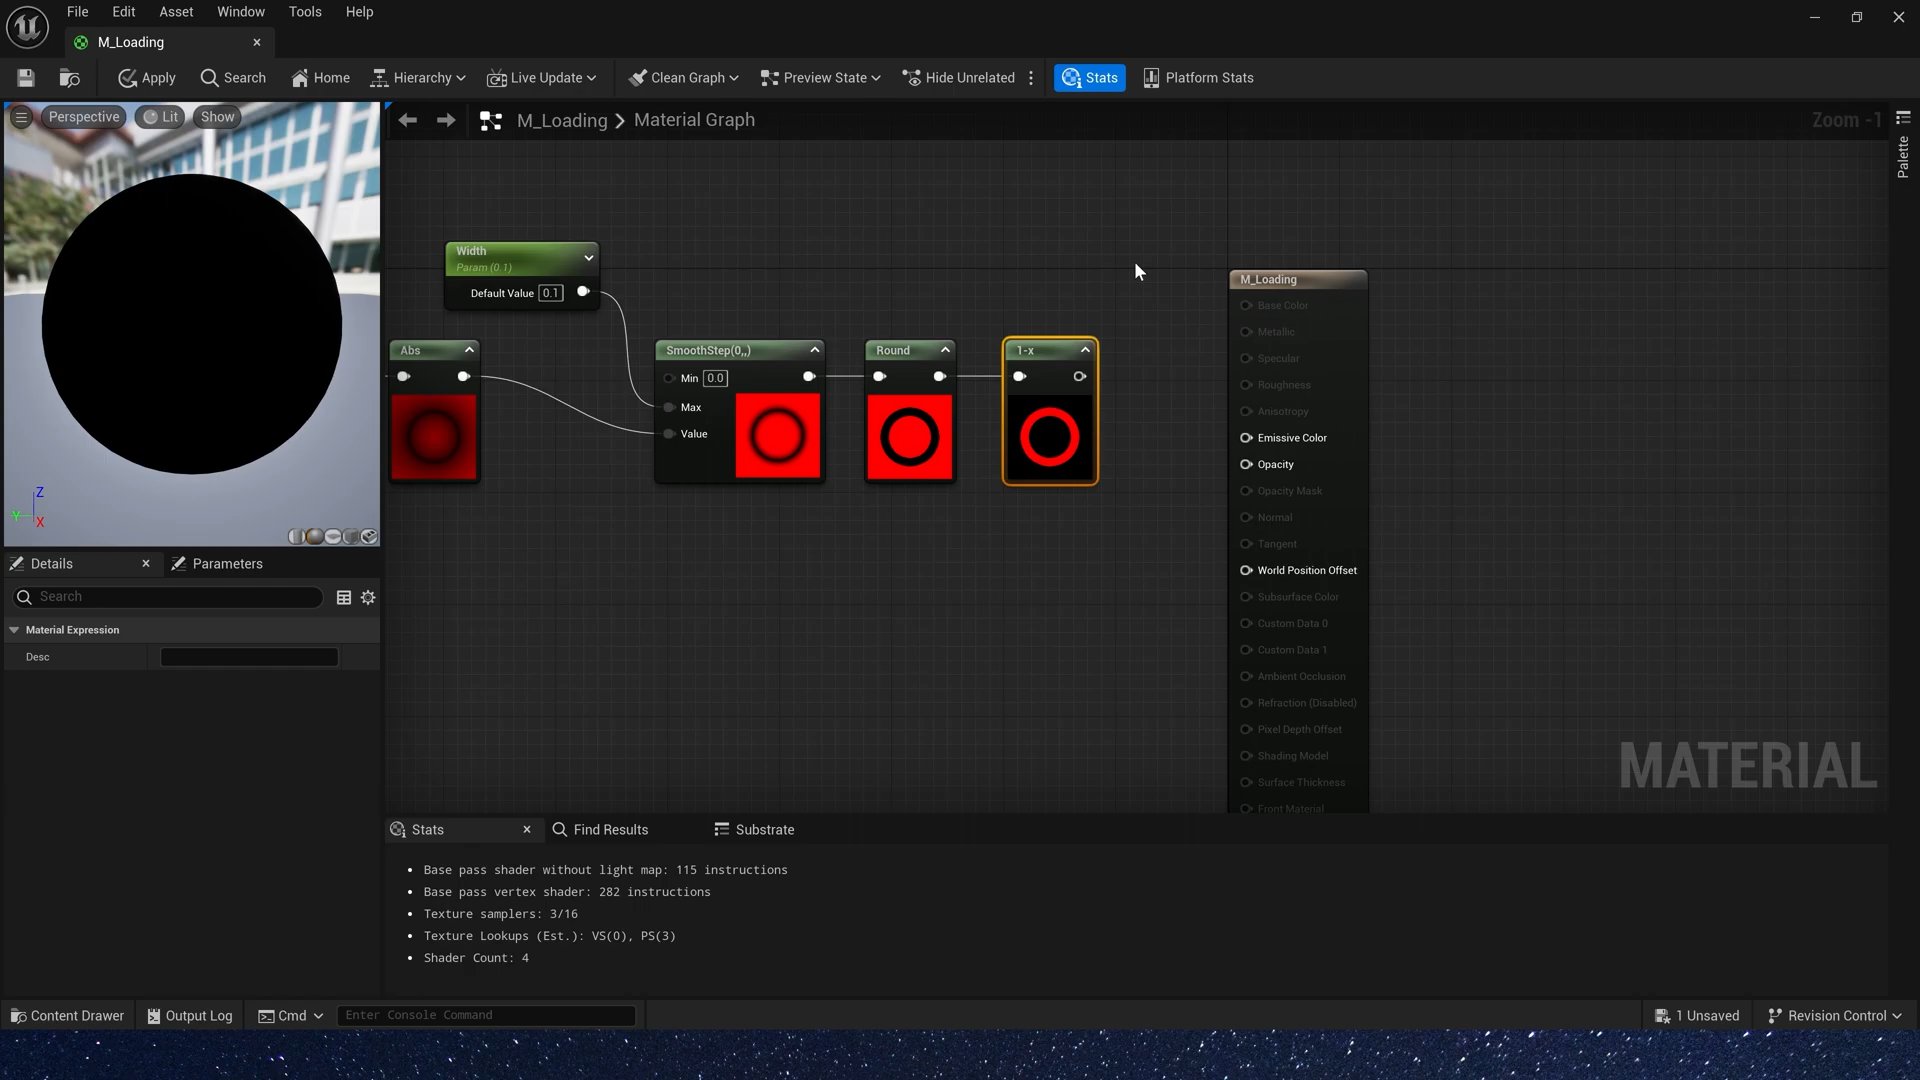 File Edit Asset Window Tools Help
M_Loading
Apply Search Home Hierarchy Live Update Clean Graph Preview State Hide Unrelated Stats Platform Stats
Perspective Lit Show
M_Loading > Material Graph
Zoom -1
Palette
Width
Param (0.1)
Default Value 0.1
Abs
SmoothStep(0,,)
Min 0.0
Max
Value
Round
1-x
M_Loading
Base Color
Metallic
Specular
Roughness
Anisotropy
Emissive Color
Opacity
Opacity Mask
Normal
Tangent
World Position Offset
Subsurface Color
Custom Data 0
Custom Data 1
Ambient Occlusion
Refraction (Disabled)
Pixel Depth Offset
Shading Model
Surface Thickness
Front Material
MATERIAL
Z
Y
X
Details Parameters
Search
Material Expression
Desc
Stats Find Results Substrate
• Base pass shader without light map: 115 instructions
• Base pass vertex shader: 282 instructions
• Texture samplers: 3/16
• Texture Lookups (Est.): VS(0), PS(3)
• Shader Count: 4
Content Drawer Output Log Cmd Enter Console Command 1 Unsaved Revision Control